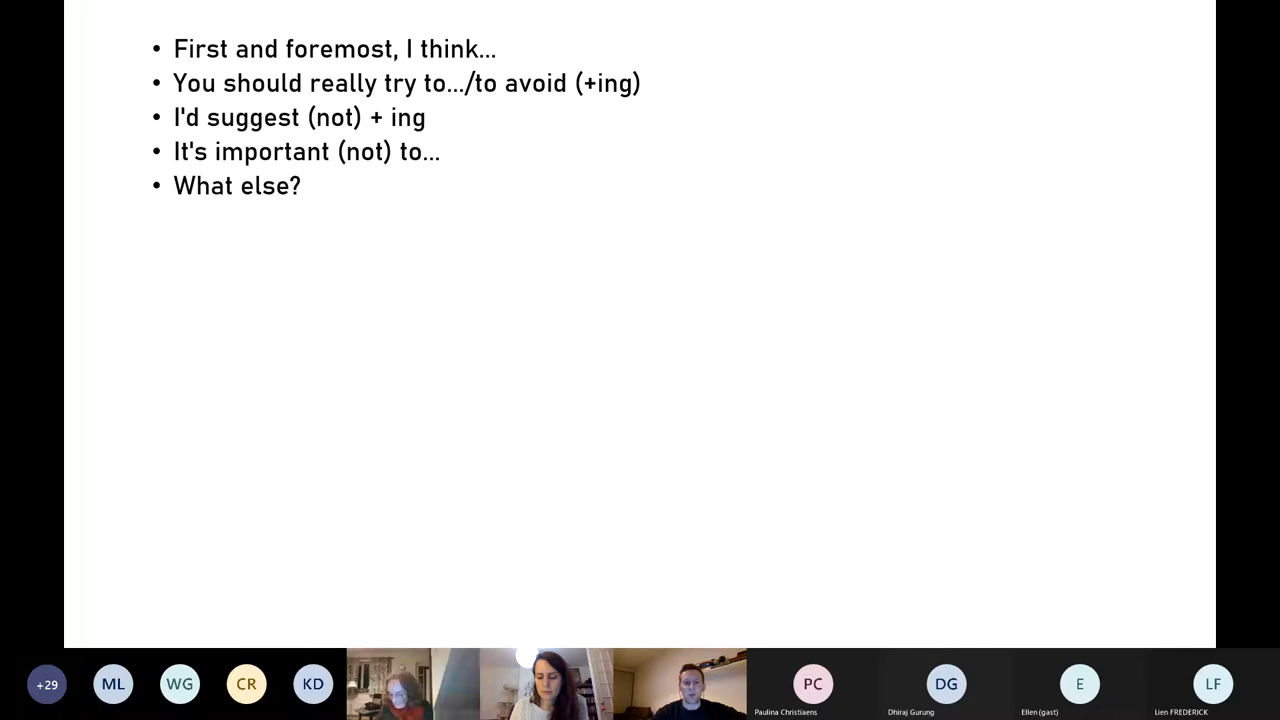 • First and foremost, I think...
• You should really try to.../to avoid (+ing)
• I'd suggest (not) + ing
• It's important (not) to...
• What else?
+29
ML
WG
CR
KD
PC
DG
E
LF
Paulina Christiaens
Dhiraj Gurung
Ellen (gast)
Lien FREDERICK